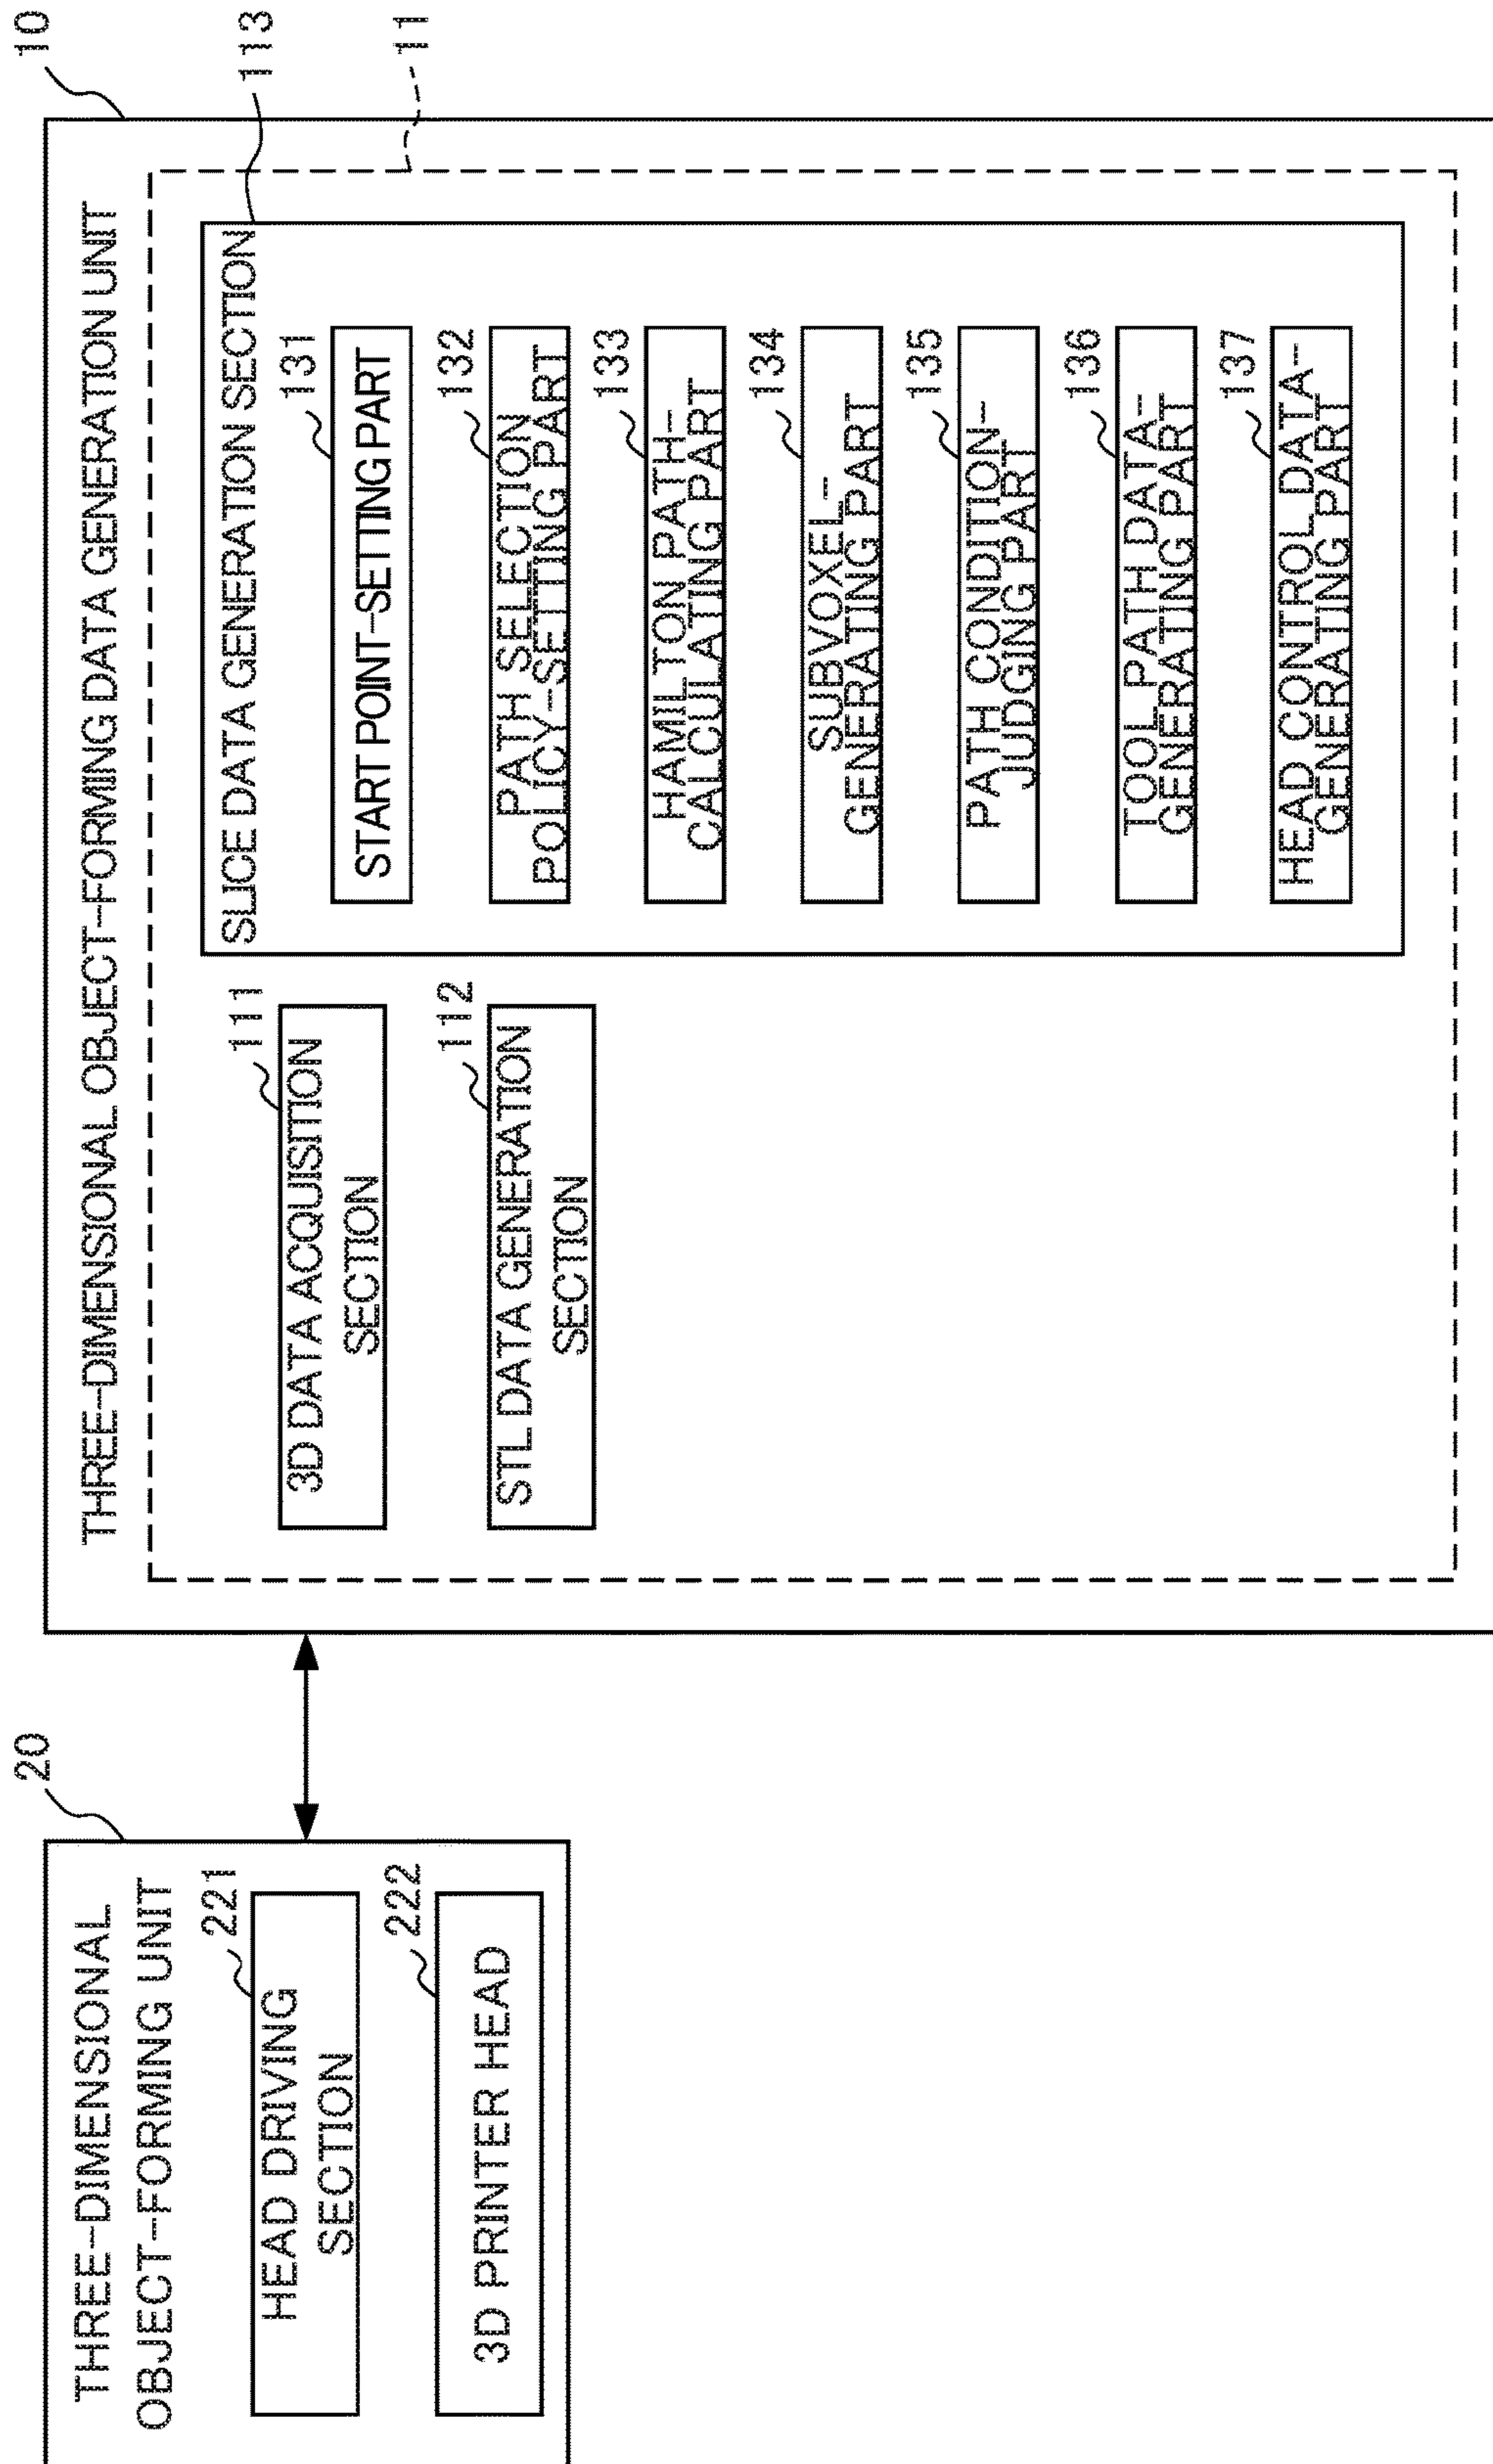 20
THREE-DIMENSIONAL
OBJECT-FORMING UNIT
221
HEAD DRIVING
SECTION
222
3D PRINTER HEAD
10
THREE-DIMENSIONAL OBJECT-FORMING DATA GENERATION UNIT
11
111
3D DATA ACQUISITION
SECTION
112
STL DATA GENERATION
SECTION
113
SLICE DATA GENERATION SECTION
131
START POINT-SETTING PART
132
PATH SELECTION
POLICY-SETTING PART
133
HAMILTON PATH-
CALCULATING PART
134
SUBVOXEL-
GENERATING PART
135
PATH CONDITION-
JUDGING PART
136
TOOL PATH DATA-
GENERATING PART
137
HEAD CONTROL DATA-
GENERATING PART